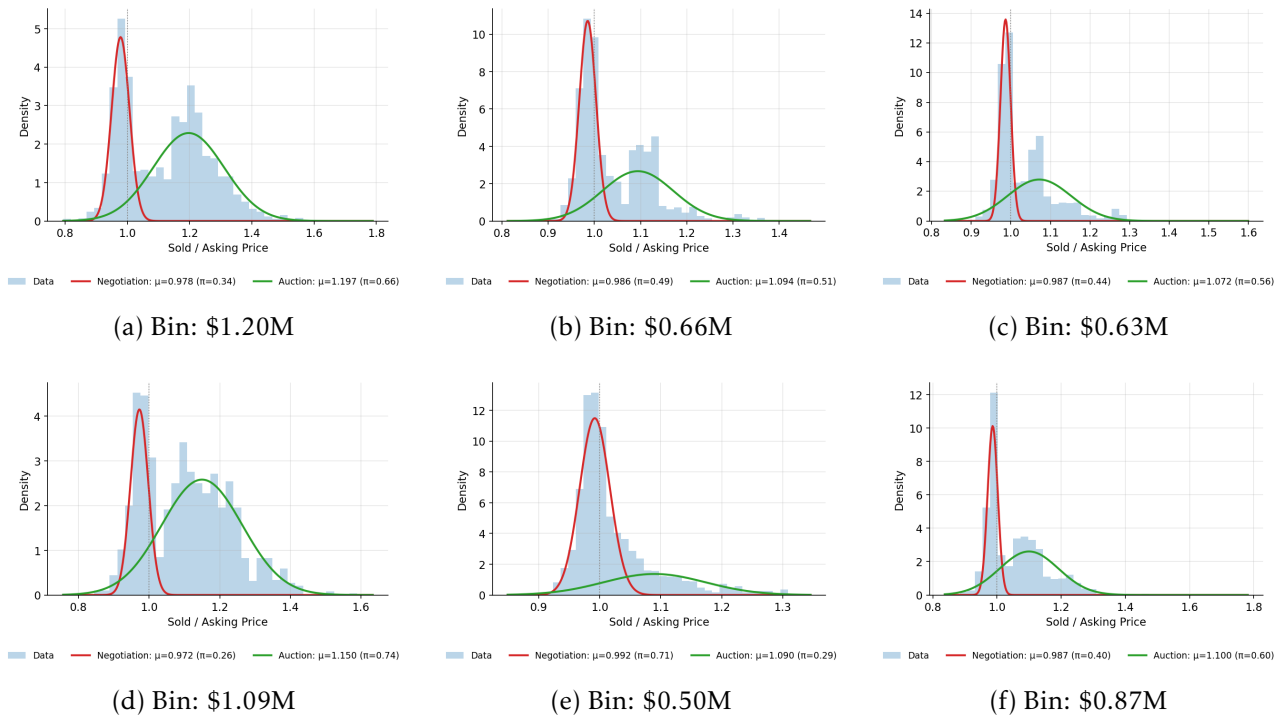 5
4
3
2
1
0
Density
0.8 1.0 1.2 1.4 1.6 1.8
Sold / Asking Price
Data Negotiation: μ=0.978 (π=0.34) Auction: μ=1.197 (π=0.66)
(a) Bin: $1.20M
10
8
6
4
2
0
Density
0.8 0.9 1.0 1.1 1.2 1.3 1.4
Sold / Asking Price
Data Negotiation: μ=0.986 (π=0.49) Auction: μ=1.094 (π=0.51)
(b) Bin: $0.66M
14
12
10
8
6
4
2
0
Density
0.8 0.9 1.0 1.1 1.2 1.3 1.4 1.5 1.6
Sold / Asking Price
Data Negotiation: μ=0.987 (π=0.44) Auction: μ=1.072 (π=0.56)
(c) Bin: $0.63M
4
3
2
1
0
Density
0.8 1.0 1.2 1.4 1.6
Sold / Asking Price
Data Negotiation: μ=0.972 (π=0.26) Auction: μ=1.150 (π=0.74)
(d) Bin: $1.09M
12
10
8
6
4
2
0
Density
0.9 1.0 1.1 1.2 1.3
Sold / Asking Price
Data Negotiation: μ=0.992 (π=0.71) Auction: μ=1.090 (π=0.29)
(e) Bin: $0.50M
12
10
8
6
4
2
0
Density
0.8 1.0 1.2 1.4 1.6 1.8
Sold / Asking Price
Data Negotiation: μ=0.987 (π=0.40) Auction: μ=1.100 (π=0.60)
(f) Bin: $0.87M